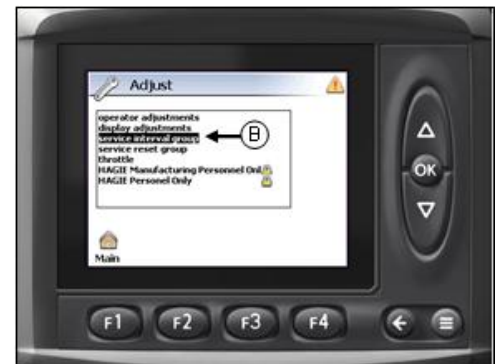 Adjust
operator adjustments
display adjustments
service interval group
B
service reset group
throttle
HAGIE Manufacturing Personnel Onl
HAGIE Personel Only
Main
OK
F1 F2 F3 F4